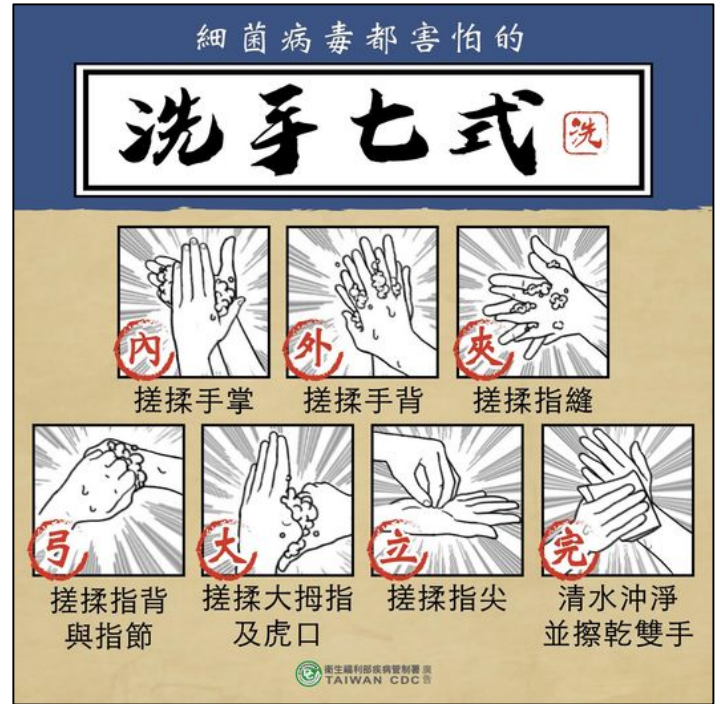 細菌病毒都害怕的
洗手七式
洗
內
搓揉手掌
外
搓揉手背
夾
搓揉指縫
弓
搓揉指背
與指節
大
搓揉大拇指
及虎口
立
搓揉指尖
完
清水沖淨
並擦乾雙手
衛生福利部疾病管制署 廣告
TAIWAN CDC